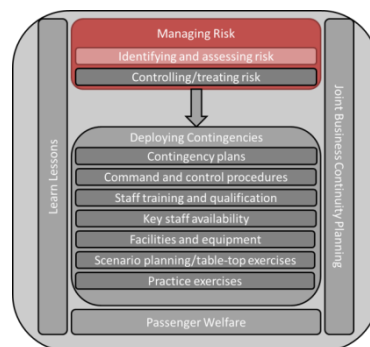 Managing Risk
Identifying and assessing risk
Controlling/treating risk
Learn Lessons
Deploying Contingencies
Contingency plans
Command and control procedures
Staff training and qualification
Key staff availability
Facilities and equipment
Scenario planning/table-top exercises
Practice exercises
Joint Business Continuity Planning
Passenger Welfare